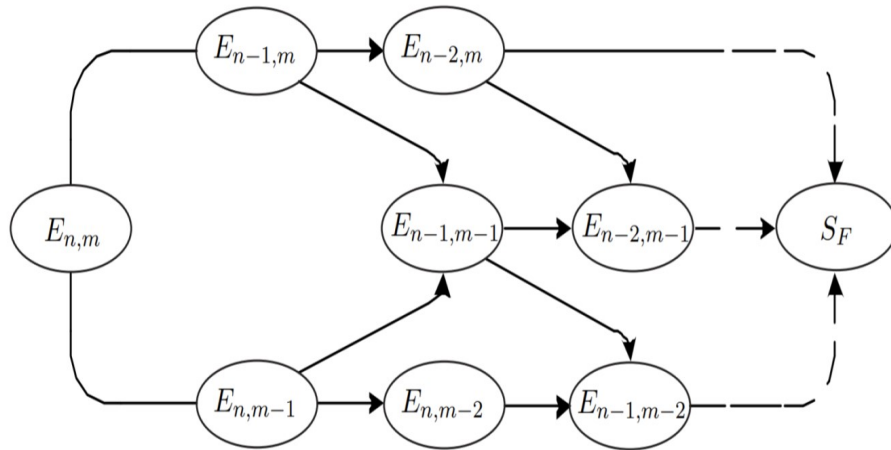 E_{n-1,m} E_{n-2,m}
E_{n,m} E_{n-1,m-1} E_{n-2,m-1} S_F
E_{n,m-1} E_{n,m-2} E_{n-1,m-2}